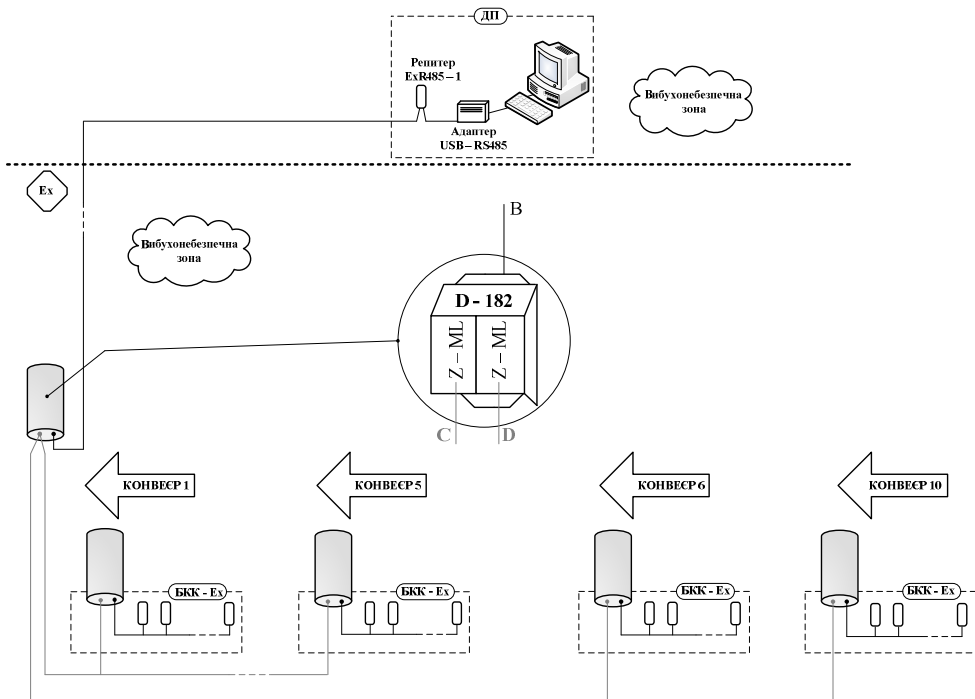 ДП
Репитер
ExR485–1
Адаптер
USB–RS485
Вибухонебезпечна
зона
Ex
Вибухонебезпечна
зона
B
D - 182
Z – ML
Z – ML
C
D
КОНВЕЄР 1
КОНВЕЄР 5
КОНВЕЄР 6
КОНВЕЄР 10
БКК - Ex
БКК - Ex
БКК - Ex
БКК - Ex